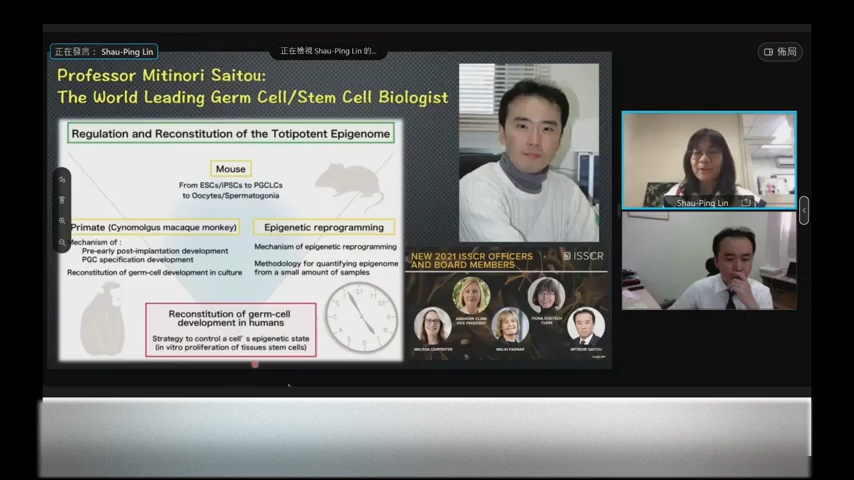 正在發言： Shau-Ping Lin
正在檢視 Shau-Ping Lin 的...
佈局
Professor Mitinori Saitou:
The World Leading Germ Cell/Stem Cell Biologist
Regulation and Reconstitution of the Totipotent Epigenome
Mouse
From ESCs/iPSCs to PGCLCs
to Oocytes/Spermatogonia
Primate (Cynomolgus macaque monkey)
Mechanism of :
Pre-early post-implantation development
PGC specification development
Reconstitution of germ-cell development in culture
Epigenetic reprogramming
Mechanism of epigenetic reprogramming
Methodology for quantifying epigenome
from a small amount of samples
Reconstitution of germ-cell
development in humans
Strategy to control a cell's epigenetic state
(in vitro proliferation of tissues stem cells)
NEW 2021 ISSCR OFFICERS
AND BOARD MEMBERS
ISSCR
VICE PRESIDENT
CLERK
MELISSA CARPENTER
MALIN PARMAR
MITINORI SAITOU
Shau-Ping Lin